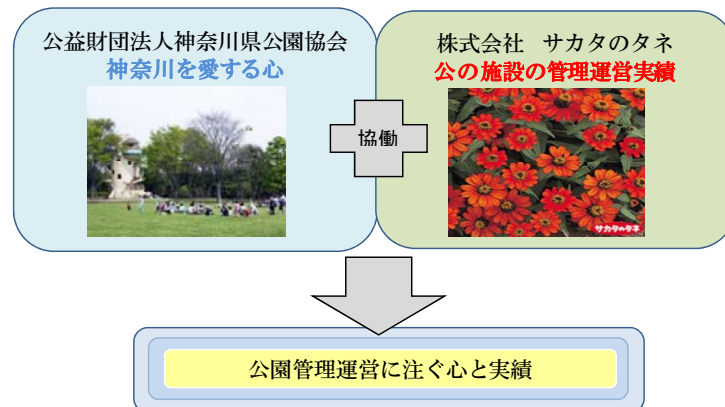 公益財団法人神奈川県公園協会
神奈川を愛する心
株式会社　サカタのタネ
公の施設の管理運営実績
協働
サカタのタネ
公園管理運営に注ぐ心と実績